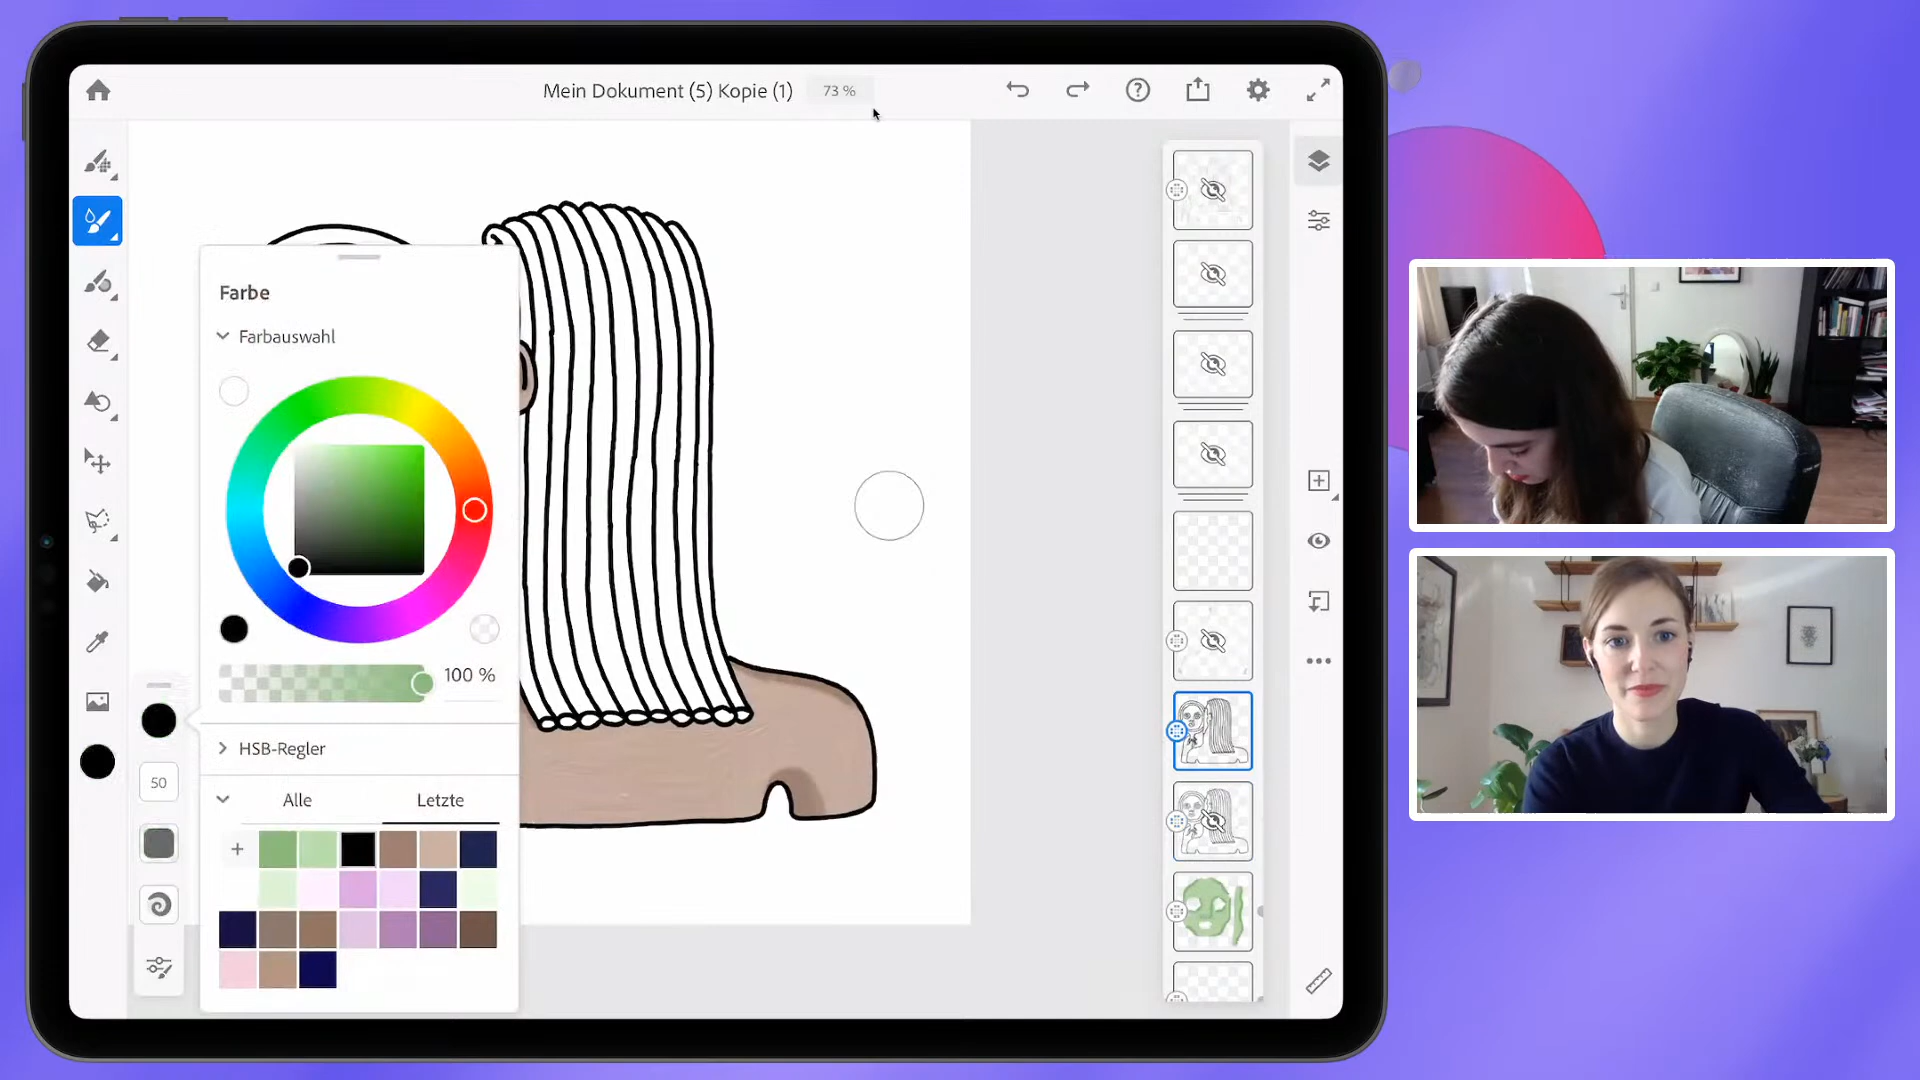 Mein Dokument (5) Kopie (1) 73 %
Farbe
Farbauswahl
100 %
HSB-Regler
50
Alle Letzte